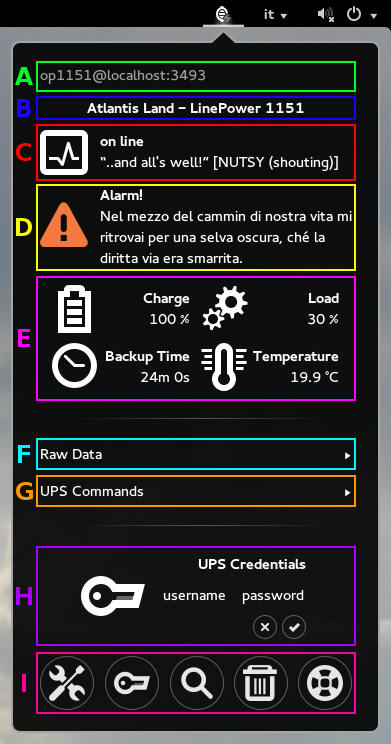 it
A
op1151@localhost:3493
B
Atlantis Land - LinePower 1151
C
on line
“..and all's well!” [NUTSY (shouting)]
D
Alarm!
Nel mezzo del cammin di nostra vita mi
ritrovai per una selva oscura, ché la
diritta via era smarrita.
E
Charge
100 %
Load
30 %
Backup Time
24m 0s
Temperature
19.9 °C
F
Raw Data
G
UPS Commands
H
UPS Credentials
username password
I